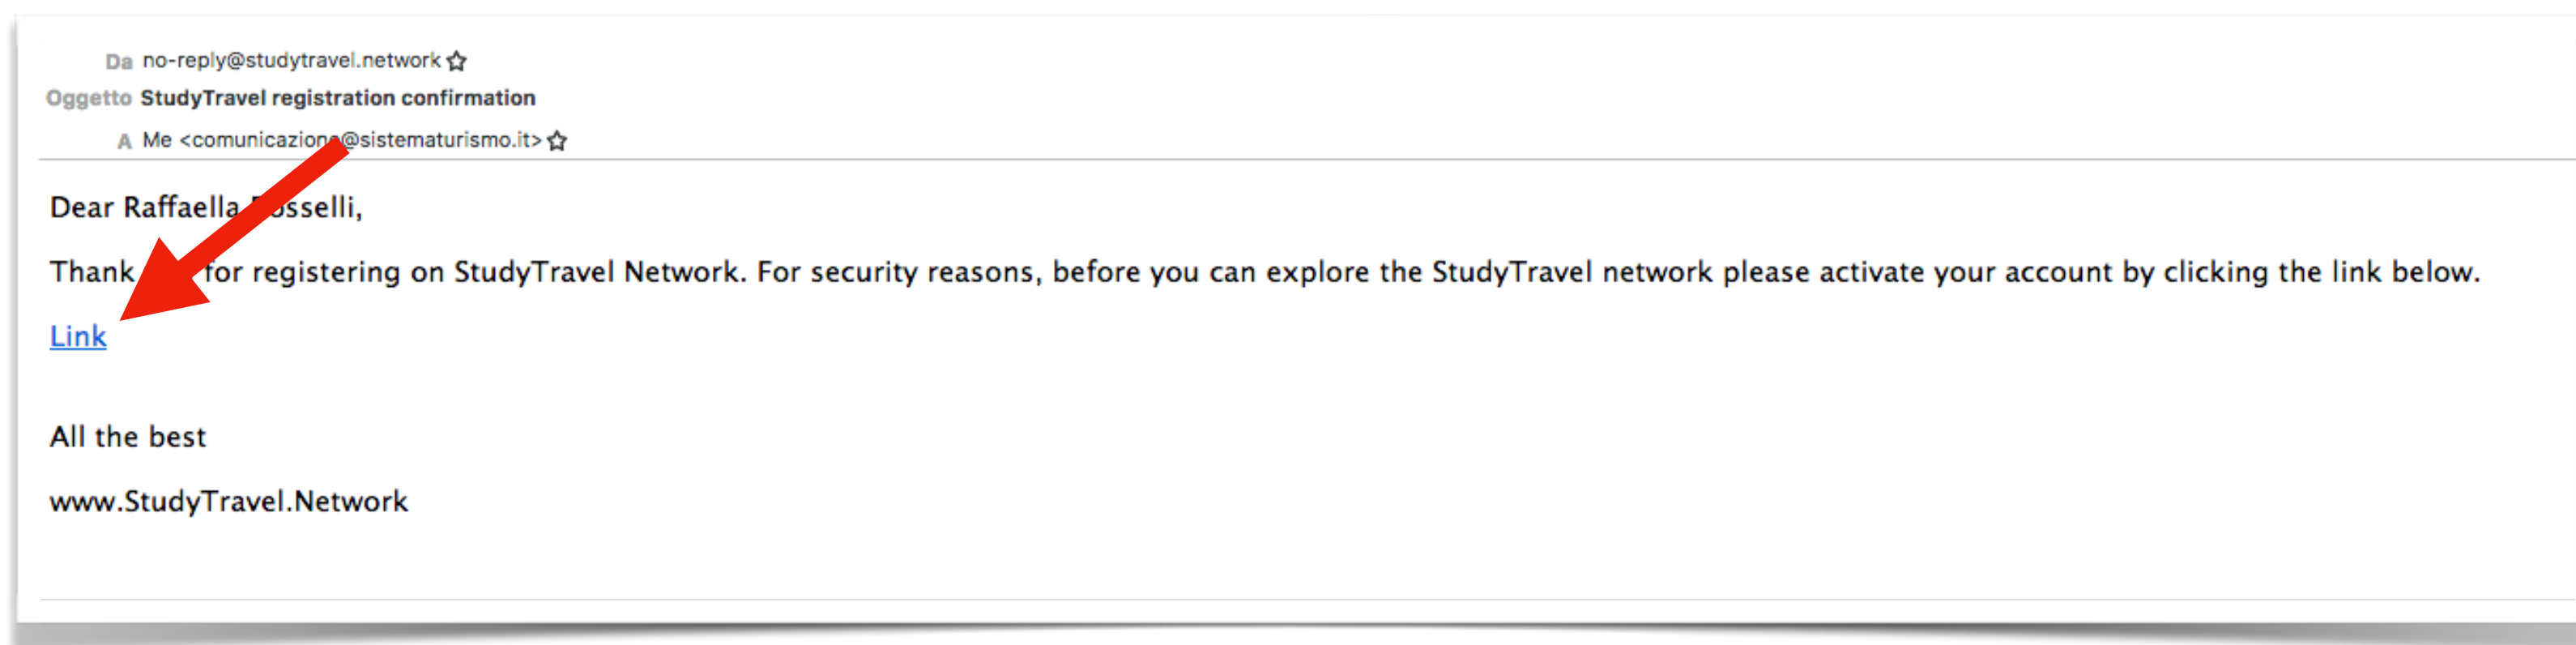 Da no-reply@studytravel.network
Oggetto StudyTravel registration confirmation
A Me <comunicazione@sistematurismo.it>
Dear Raffaella sselli,
Thank for registering on StudyTravel Network. For security reasons, before you can explore the StudyTravel network please activate your account by clicking the link below.
Link
All the best
www.StudyTravel.Network